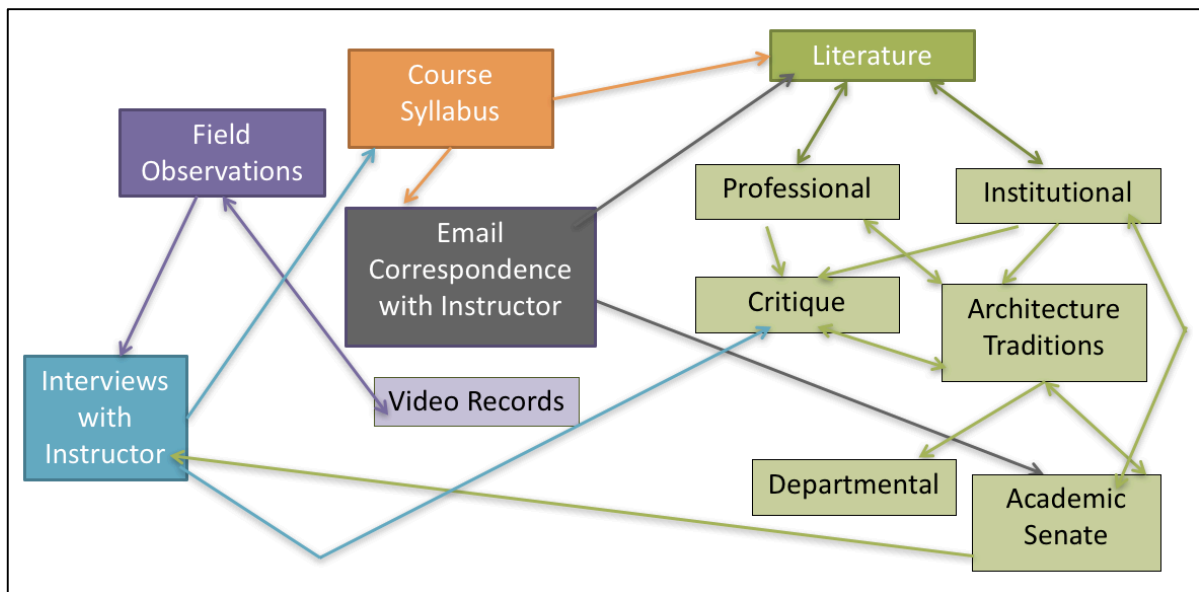 Literature
Course
Syllabus
Field
Observations
Professional
Institutional
Email
Correspondence
with Instructor
Critique
Architecture
Traditions
Interviews
with
Instructor
Video Records
Departmental
Academic
Senate